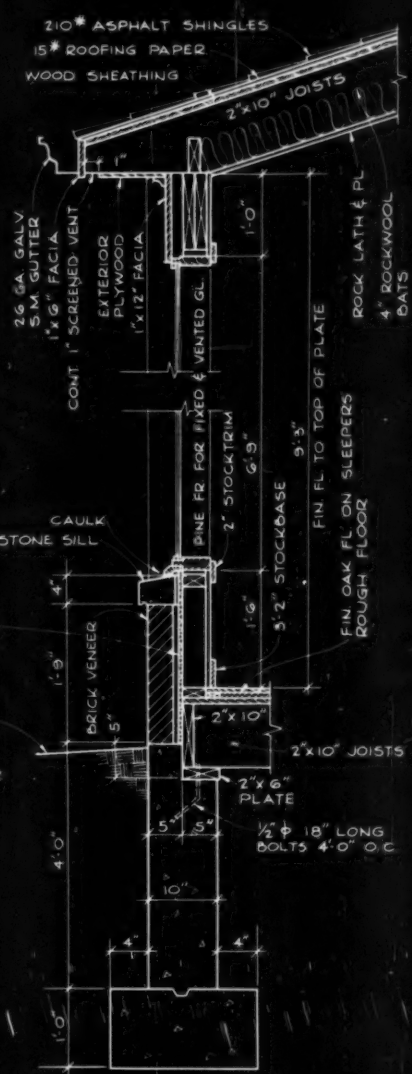 210# ASPHALT SHINGLES
15# ROOFING PAPER
WOOD SHEATHING
2"x10" JOISTS
1"
26 GA. GALV.
S.M. GUTTER
1"x6" FACIA
CONT 1" SCREENED VENT
EXTERIOR
PLYWOOD
1"x12" FACIA
1'-0"
ROCK LATH & PL
4" ROCKWOOL
BATS
PINE FR. FOR FIXED & VENTED GL.
2" STOCKTRIM
6'-9"
9'-3"
FIN FL TO TOP OF PLATE
CAULK
STONE SILL
4"
1'-9"
BRICK VENEER
5"
1'-6"
3'-2" STOCKBASE
FIN. OAK FL ON SLEEPERS
ROUGH FLOOR
2"x10"
2"x10" JOISTS
2"x6"
PLATE
1/2" φ 18" LONG
BOLTS 4'-0" O.C.
5" 5"
4'-0"
10"
4" 4"
1'-0"